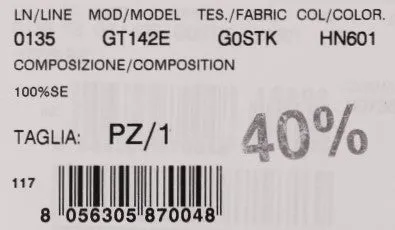 LN/LINE MOD/MODEL TES./FABRIC COL/COLOR.
0135 GT142E G0STK HN601
COMPOSIZIONE/COMPOSITION
100%SE
TAGLIA: PZ/1
40%
117
8 056305 870048